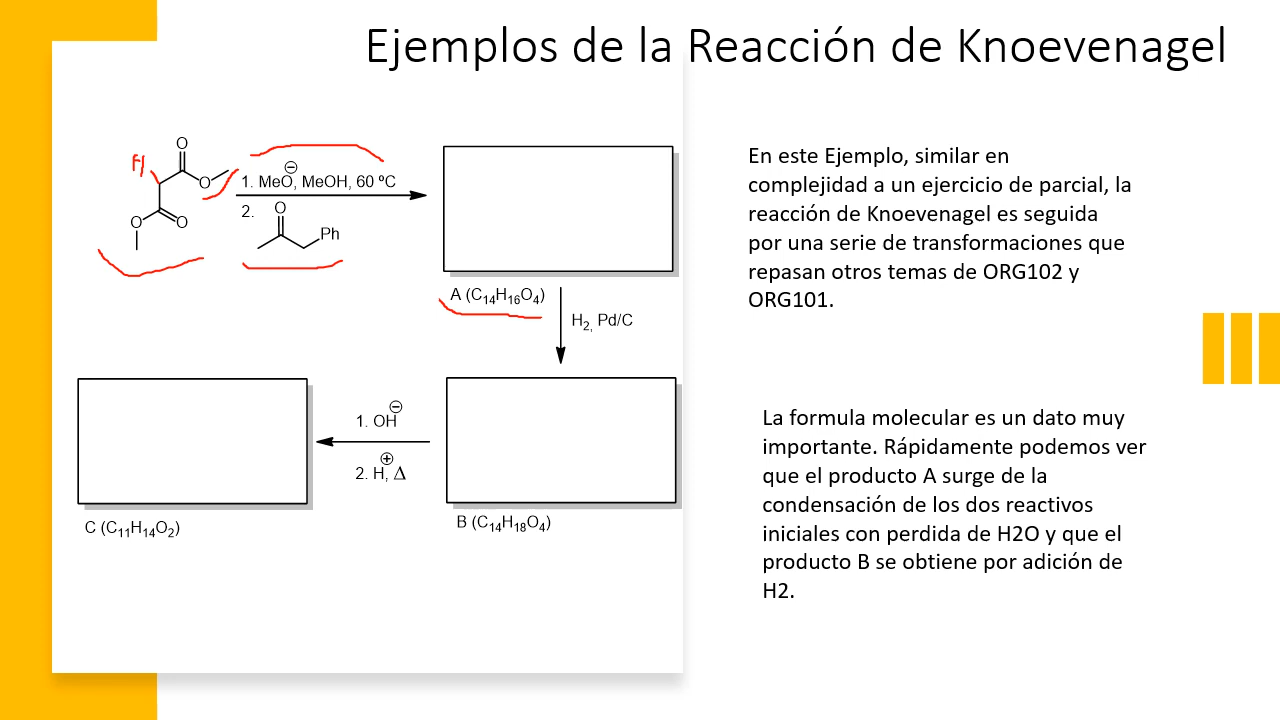 Ejemplos de la Reacción de Knoevenagel
H
O
O
O
O
1. MeO, MeOH, 60 ºC
2.
O
Ph
A (C₁₄H₁₆O₄)
H₂, Pd/C
1. OH
2. H, Δ
C (C₁₁H₁₄O₂)
B (C₁₄H₁₈O₄)
En este Ejemplo, similar en
complejidad a un ejercicio de parcial, la
reacción de Knoevenagel es seguida
por una serie de transformaciones que
repasan otros temas de ORG102 y
ORG101.
La formula molecular es un dato muy
importante. Rápidamente podemos ver
que el producto A surge de la
condensación de los dos reactivos
iniciales con perdida de H2O y que el
producto B se obtiene por adición de
H2.